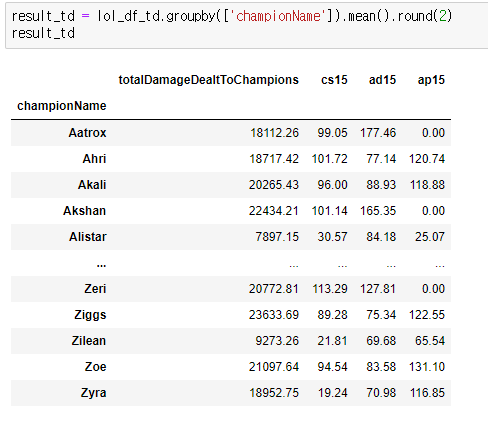 result_td = lol_df_td.groupby(['championName']).mean().round(2)
result_td
totalDamageDealtToChampions cs15 ad15 ap15
championName
Aatrox 18112.26 99.05 177.46 0.00
Ahri 18717.42 101.72 77.14 120.74
Akali 20265.43 96.00 88.93 118.88
Akshan 22434.21 101.14 165.35 0.00
Alistar 7897.15 30.57 84.18 25.07
... ... ... ... ...
Zeri 20772.81 113.29 127.81 0.00
Ziggs 23633.69 89.28 75.34 122.55
Zilean 9273.26 21.81 69.68 65.54
Zoe 21097.64 94.54 83.58 131.10
Zyra 18952.75 19.24 70.98 116.85